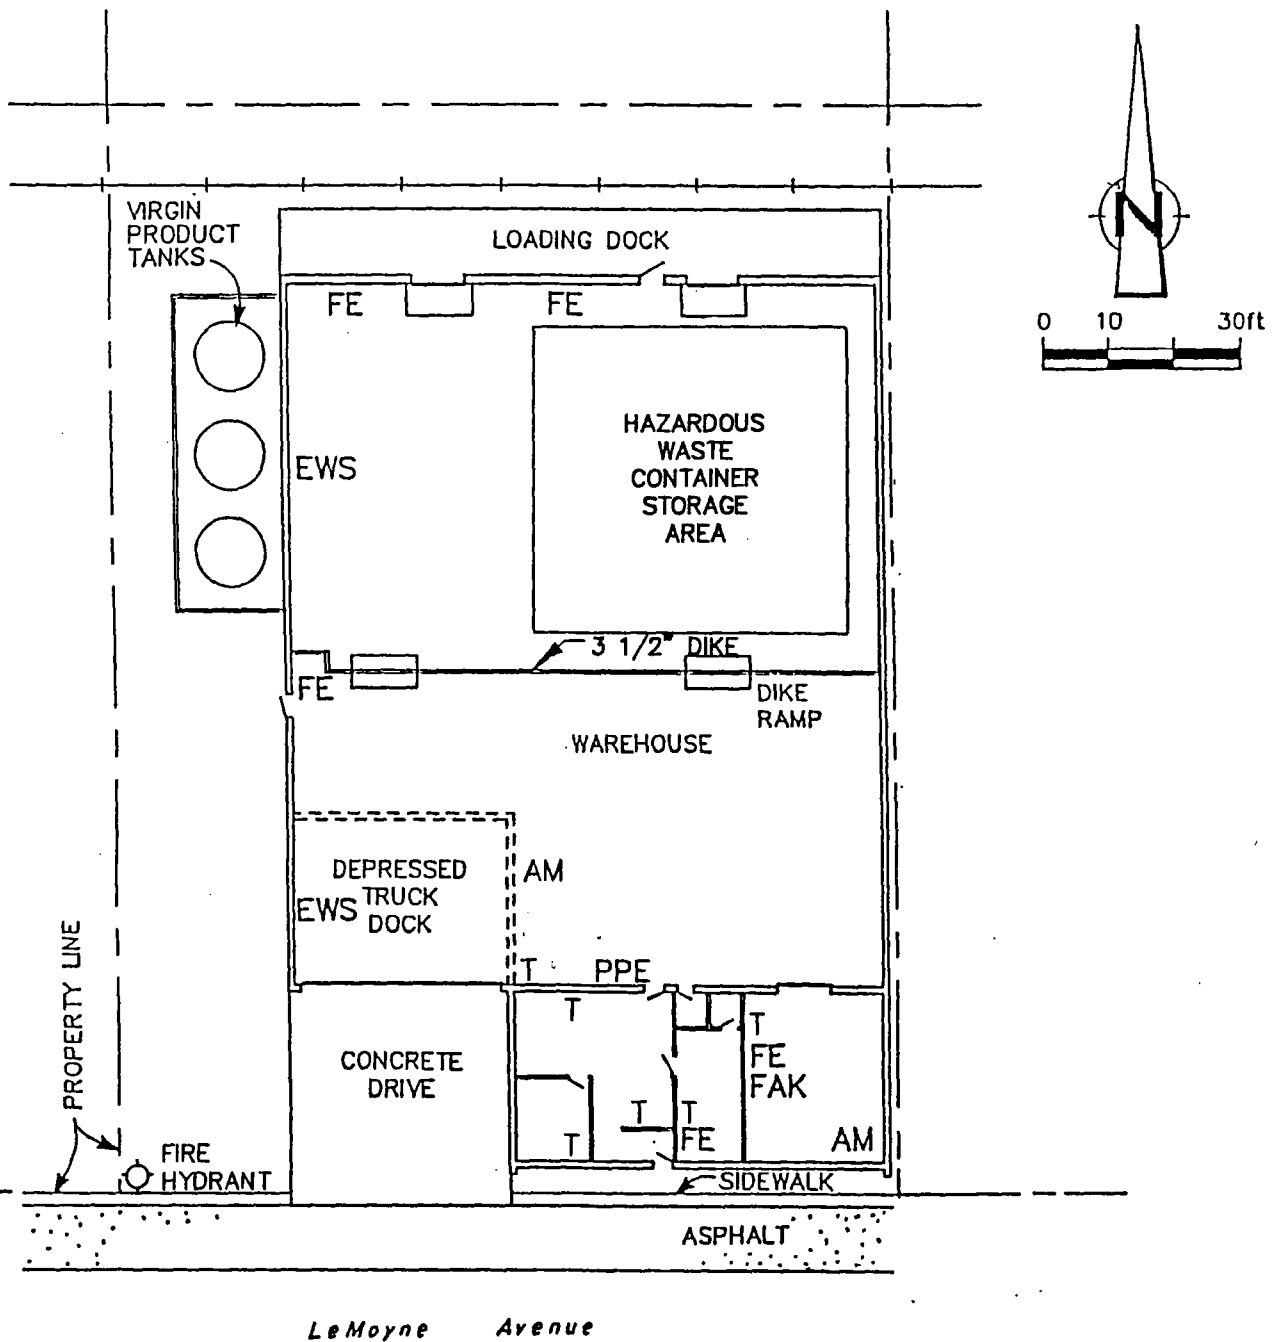 VIRGIN
PRODUCT
TANKS
LOADING DOCK
N
0 10 30ft
FE
FE
HAZARDOUS
WASTE
CONTAINER
STORAGE
AREA
EWS
3 1/2" DIKE
FE
DIKE
RAMP
WAREHOUSE
DEPRESSED
TRUCK
DOCK
AM
EWS
T
PPE
T
T
FE
FAK
CONCRETE
DRIVE
T
T
T
FE
AM
PROPERTY LINE
FIRE
HYDRANT
SIDEWALK
ASPHALT
LeMoyne Avenue